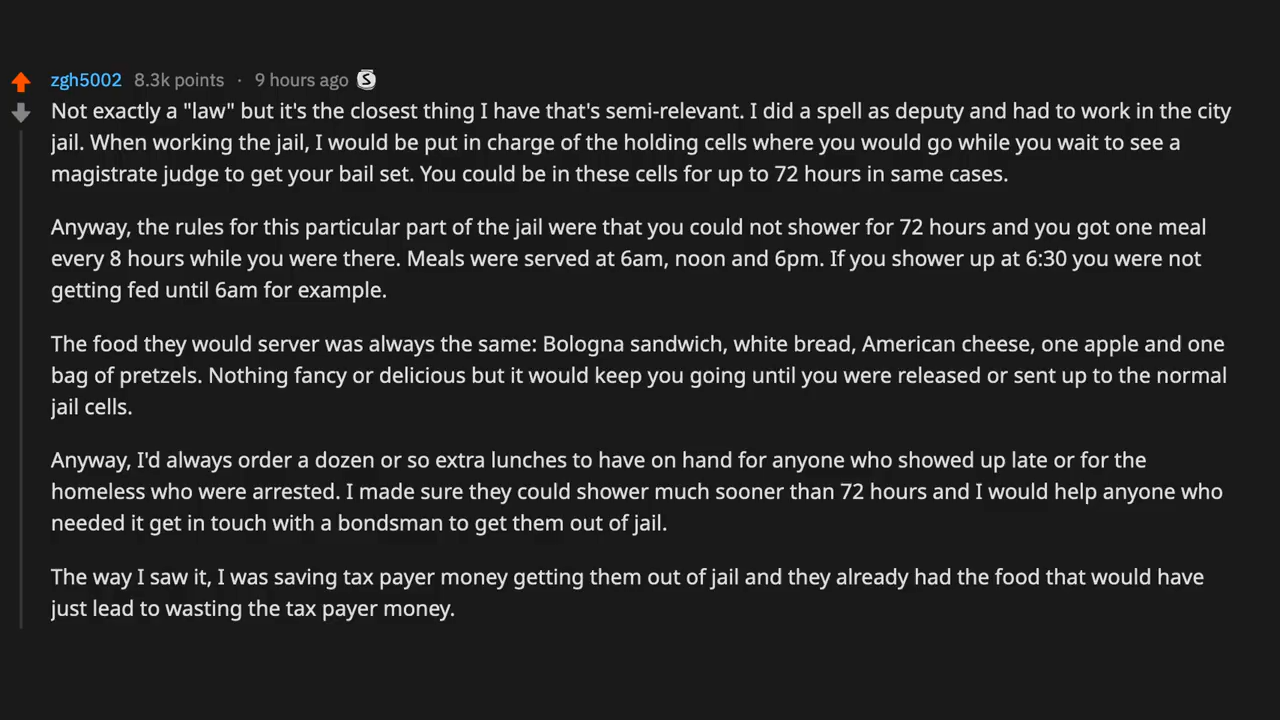 zgh5002 8.3k points · 9 hours ago S
Not exactly a "law" but it's the closest thing I have that's semi-relevant. I did a spell as deputy and had to work in the city
jail. When working the jail, I would be put in charge of the holding cells where you would go while you wait to see a
magistrate judge to get your bail set. You could be in these cells for up to 72 hours in same cases.
Anyway, the rules for this particular part of the jail were that you could not shower for 72 hours and you got one meal
every 8 hours while you were there. Meals were served at 6am, noon and 6pm. If you shower up at 6:30 you were not
getting fed until 6am for example.
The food they would server was always the same: Bologna sandwich, white bread, American cheese, one apple and one
bag of pretzels. Nothing fancy or delicious but it would keep you going until you were released or sent up to the normal
jail cells.
Anyway, I'd always order a dozen or so extra lunches to have on hand for anyone who showed up late or for the
homeless who were arrested. I made sure they could shower much sooner than 72 hours and I would help anyone who
needed it get in touch with a bondsman to get them out of jail.
The way I saw it, I was saving tax payer money getting them out of jail and they already had the food that would have
just lead to wasting the tax payer money.